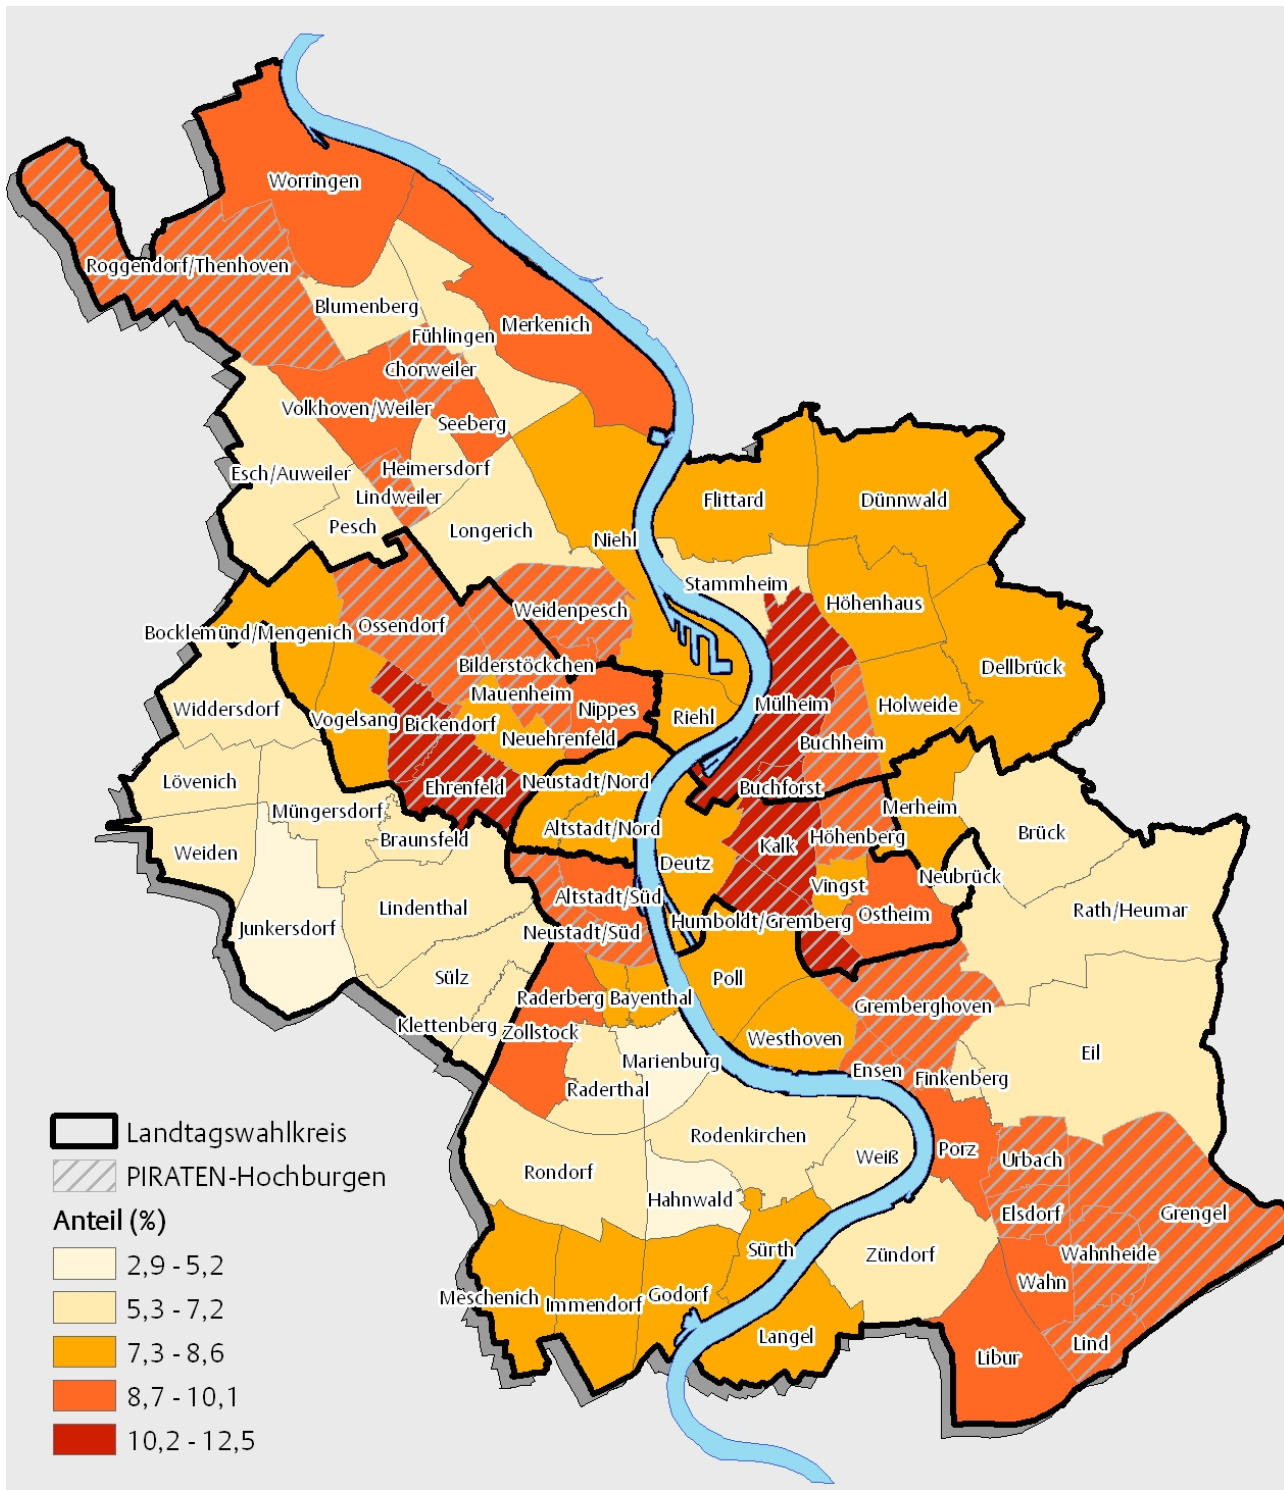 Worringen
Roggendorf/Thenhoven
Blumenberg
Fühlingen
Merkenich
Chorweiler
Volkhoven/Weiler
Seeberg
Esch/Auweiler
Heimersdorf
Lindweiler
Pesch
Longerich
Niehl
Flittard
Dünnwald
Stammheim
Höhenhaus
Weidenpesch
Ossendorf
Bocklemünd/Mengenich
Bilderstöckchen
Dellbrück
Mauenheim
Nippes
Widdersdorf
Vogelsang
Bickendorf
Riehl
Mülheim
Holweide
Neuehrenfeld
Buchheim
Lövenich
Ehrenfeld
Neustadt/Nord
Buchforst
Müngersdorf
Merheim
Altstadt/Nord
Brück
Braunsfeld
Höhenberg
Kalk
Weiden
Deutz
Neubrück
Vingst
Altstadt/Süd
Lindenthal
Rath/Heumar
Ostheim
Humboldt/Gremberg
Junkersdorf
Neustadt/Süd
Sülz
Poll
Raderberg
Bayenthal
Gremberghoven
Klettenberg
Zollstock
Westhoven
Eil
Marienburg
Ensen
Finkenberg
Raderthal
Rodenkirchen
Porz
Weiß
Urbach
Rondorf
Hahnwald
Elsdorf
Grengel
Sürth
Zündorf
Wahnheide
Wahn
Meschenich
Immendorf
Godorf
Langel
Lind
Libur
Landtagswahlkreis
PIRATEN-Hochburgen
Anteil (%)
2,9 - 5,2
5,3 - 7,2
7,3 - 8,6
8,7 - 10,1
10,2 - 12,5